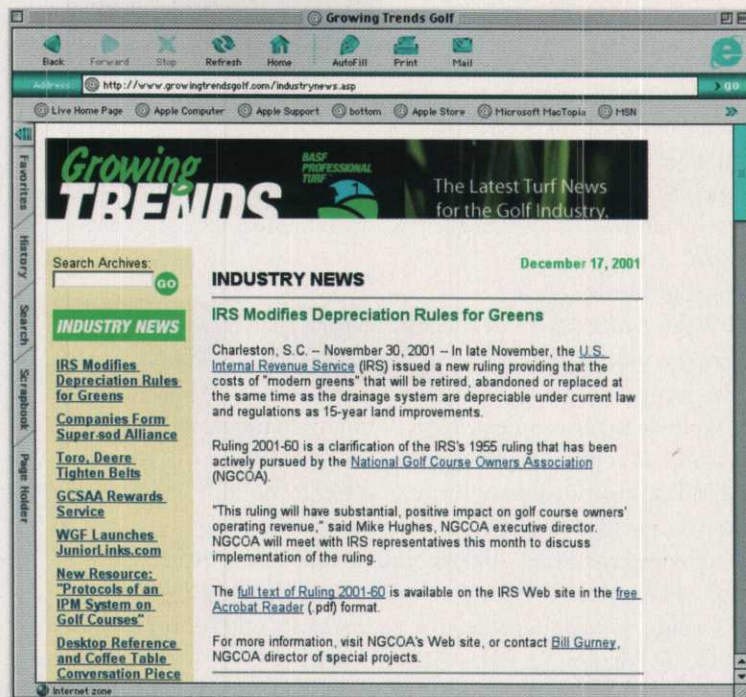 Growing Trends Golf
Back Forward Stop Refresh Home AutoFill Print Mail
Address http://www.growingtrendsgolf.com/industrynews.asp go
Live Home Page Apple Computer Apple Support bottom Apple Store Microsoft MacTopia MSN
Favorites
History
Search
Scrapbook
Page Holder
Growing
TRENDS
BASF
PROFESSIONAL
TURF
1
The Latest Turf News
for the Golf Industry.
Search Archives:
GO
INDUSTRY NEWS
IRS Modifies
Depreciation Rules
for Greens
Companies Form
Super-sod Alliance
Toro, Deere
Tighten Belts
GCSAA Rewards
Service
WGF Launches
JuniorLinks.com
New Resource:
"Protocols of an
IPM System on
Golf Courses"
Desktop Reference
and Coffee Table
Conversation Piece
December 17, 2001
INDUSTRY NEWS
IRS Modifies Depreciation Rules for Greens
Charleston, S.C. -- November 30, 2001 -- In late November, the U.S.
Internal Revenue Service (IRS) issued a new ruling providing that the
costs of "modern greens" that will be retired, abandoned or replaced at
the same time as the drainage system are depreciable under current law
and regulations as 15-year land improvements.
Ruling 2001-60 is a clarification of the IRS's 1955 ruling that has been
actively pursued by the National Golf Course Owners Association
(NGCOA).
"This ruling will have substantial, positive impact on golf course owners'
operating revenue," said Mike Hughes, NGCOA executive director.
NGCOA will meet with IRS representatives this month to discuss
implementation of the ruling.
The full text of Ruling 2001-60 is available on the IRS Web site in the free
Acrobat Reader (.pdf) format.
For more information, visit NGCOA's Web site, or contact Bill Gurney,
NGCOA director of special projects.
Internet zone